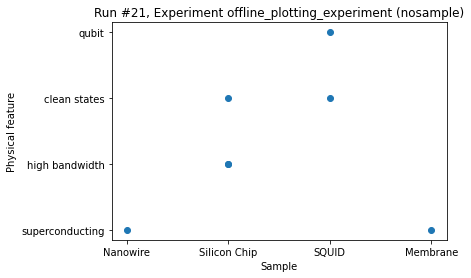 Run #21, Experiment offline_plotting_experiment (nosample)
qubit
clean states
high bandwidth
superconducting
Physical feature
Nanowire Silicon Chip SQUID Membrane
Sample